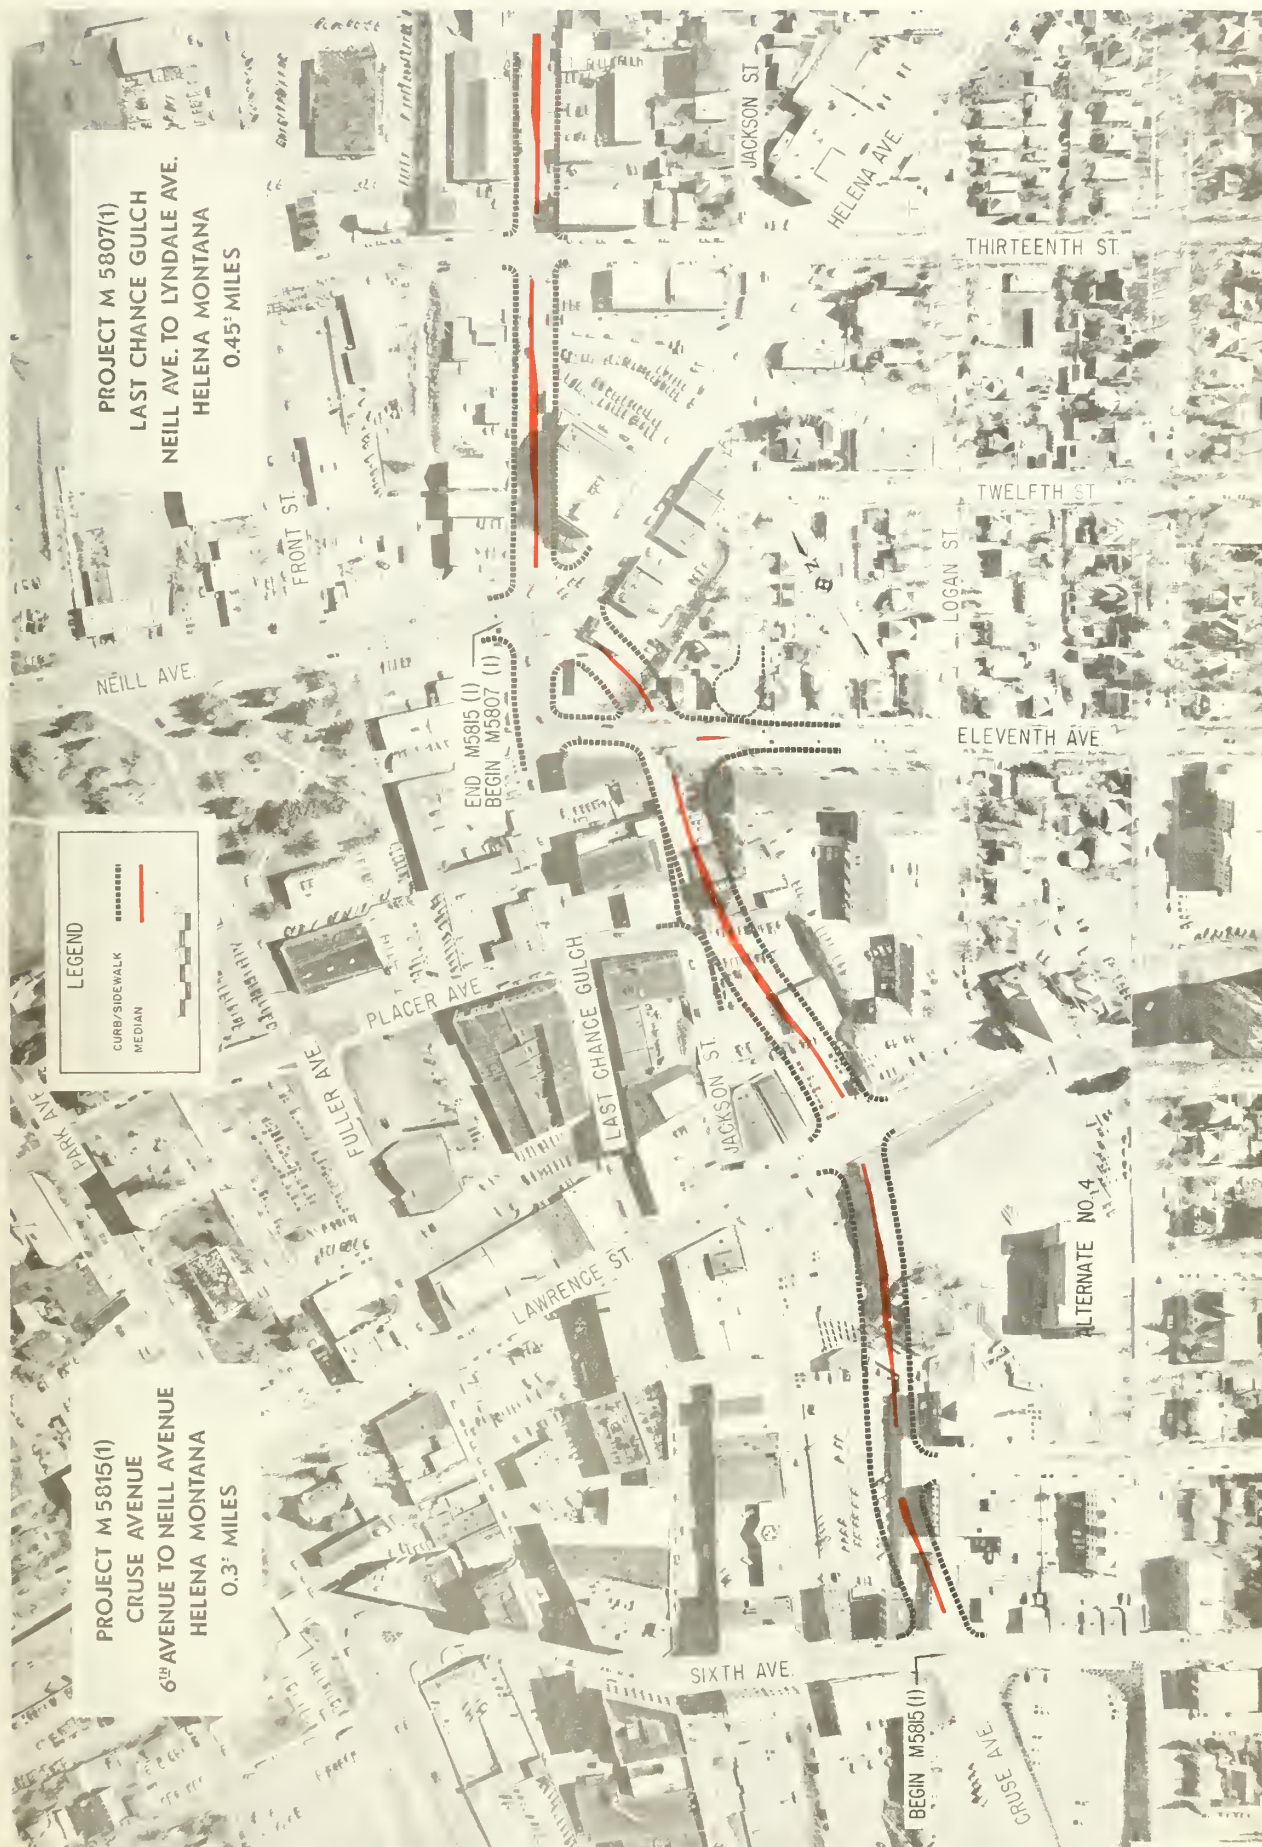 PROJECT M 5807(1)
LAST CHANCE GULCH
NEILL AVE. TO LYNDALE AVE.
HELENA MONTANA
0.45± MILES
JACKSON ST.
HELENA AVE.
THIRTEENTH ST.
FRONT ST.
TWELFTH ST
LOGAN ST.
N
NEILL AVE.
END M5815 (1)
BEGIN M5807 (1)
ELEVENTH AVE
LEGEND
CURB/SIDEWALK
MEDIAN
PLACER AVE
LAST CHANCE GULCH
FULLER AVE.
PARK AVE
JACKSON ST.
LAWRENCE ST.
ALTERNATE NO. 4
PROJECT M 5815(1)
CRUSE AVENUE
6TH AVENUE TO NEILL AVENUE
HELENA MONTANA
0.3± MILES
SIXTH AVE.
BEGIN M5815(1)
CRUSE AVE.